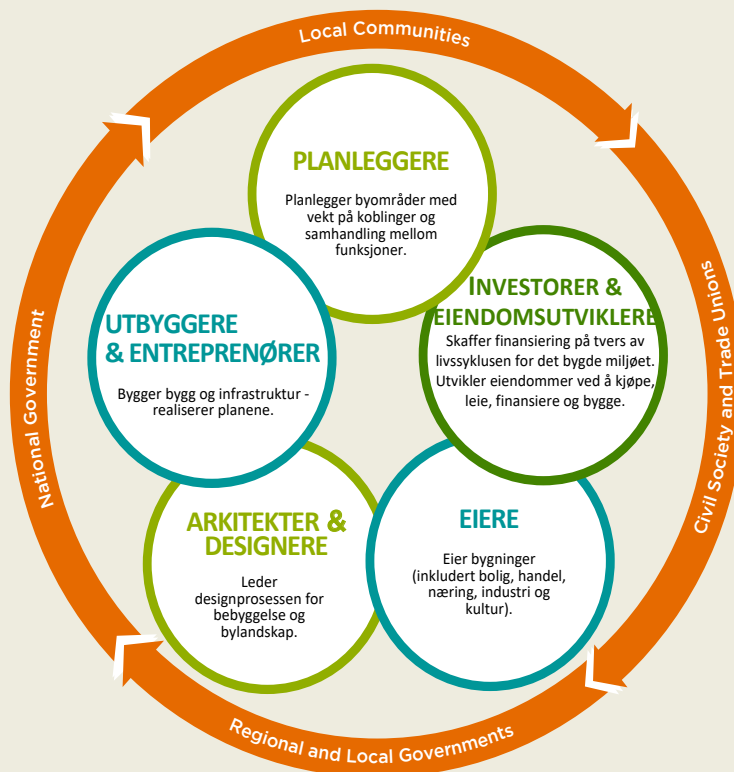 Local Communities
PLANLEGGERE
Planlegger byområder med
vekt på koblinger og
samhandling mellom
funksjoner.
INVESTORER &
EIENDOMSUTVIKLERE
Skaffer finansiering på tvers av
livssyklusen for det bygde miljøet.
Utvikler eiendommer ved å kjøpe,
leie, finansiere og bygge.
Civil Society and Trade Unions
EIERE
Eier bygninger
(inkludert bolig, handel,
næring, industri og
kultur).
Regional and Local Governments
ARKITEKTER &
DESIGNERE
Leder
designprosessen for
bebyggelse og
bylandskap.
National Government
UTBYGGERE
& ENTREPRENØRER
Bygger bygg og infrastruktur -
realiserer planene.